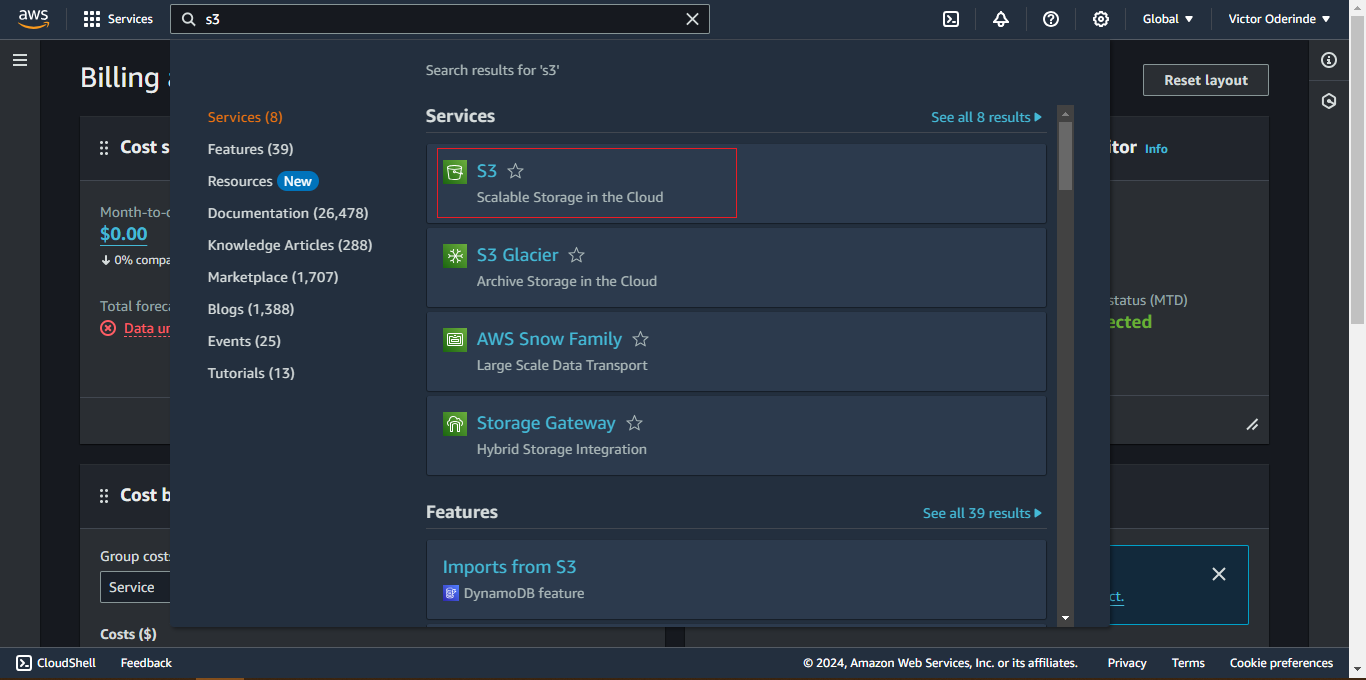 aws
Services
s3
Global
Victor Oderinde
Billing
Reset layout
Search results for 's3'
Services (8)
Features (39)
Resources New
Documentation (26,478)
Knowledge Articles (288)
Marketplace (1,707)
Blogs (1,388)
Events (25)
Tutorials (13)
Services
See all 8 results
S3
Scalable Storage in the Cloud
S3 Glacier
Archive Storage in the Cloud
AWS Snow Family
Large Scale Data Transport
Storage Gateway
Hybrid Storage Integration
Features
See all 39 results
Imports from S3
DynamoDB feature
Cost s
Month-to-d
$0.00
0% compa
Total foreca
Data un
itor Info
status (MTD)
ected
Cost b
Group costs
Service
Costs ($)
ct.
CloudShell
Feedback
© 2024, Amazon Web Services, Inc. or its affiliates.
Privacy
Terms
Cookie preferences